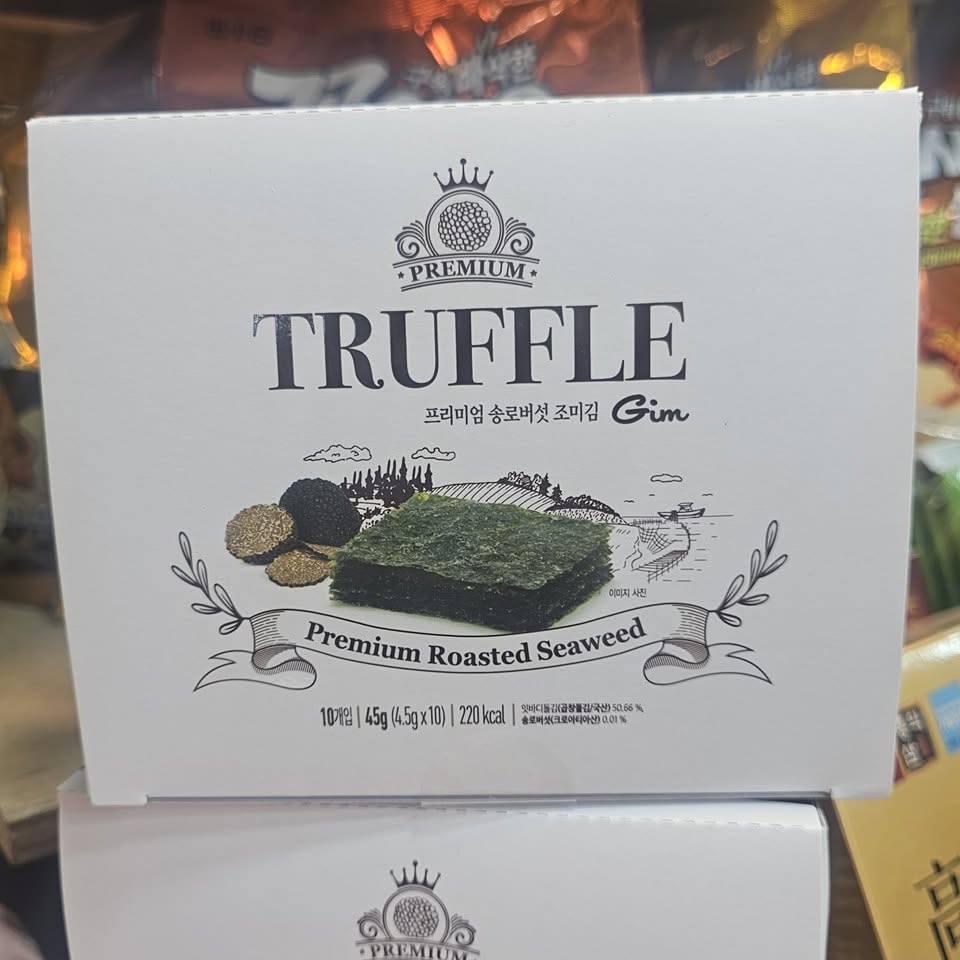 PREMIUM
TRUFFLE
프리미엄 송로버섯 조미김 Gim
이미지 사진
Premium Roasted Seaweed
10개입 | 45g (4.5g x 10) | 220 kcal | 잇바디돌김(곱창돌김/국산) 50.66 %,
송로버섯(크로아티아산) 0.01 %
PREMIUM